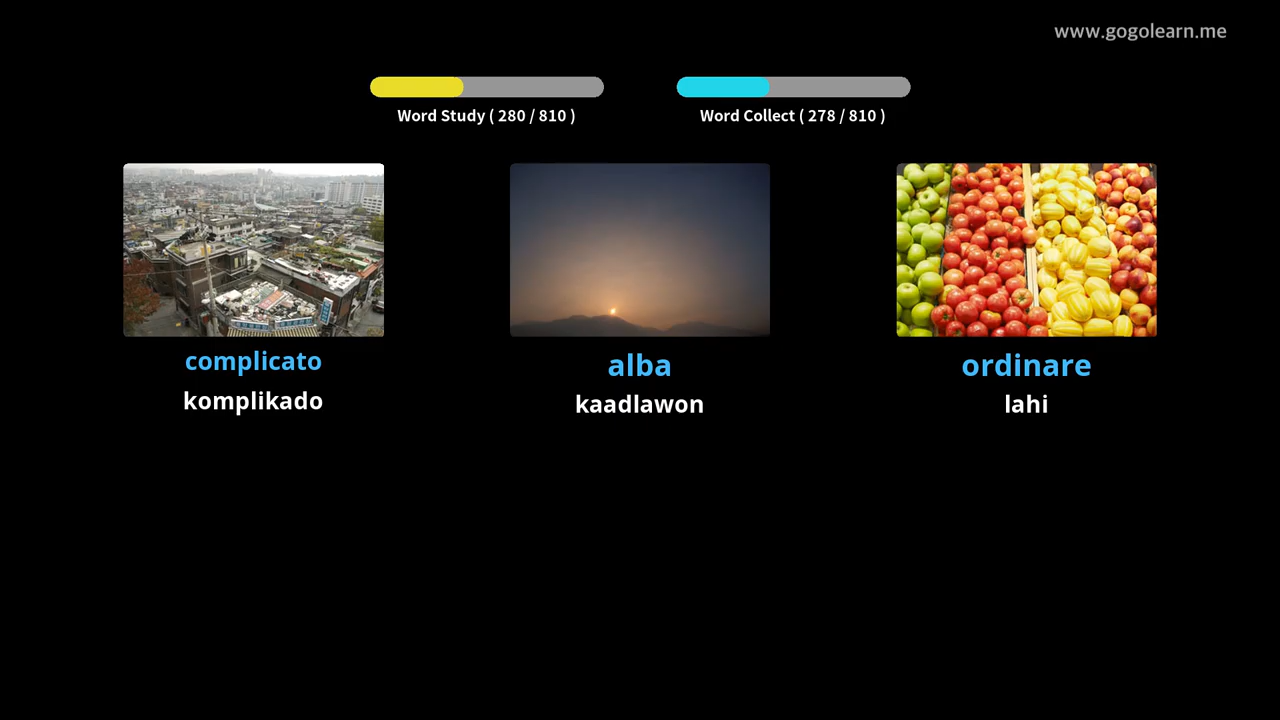 www.gogolearn.me
Word Study ( 280 / 810 )
Word Collect ( 278 / 810 )
complicato
komplikado
alba
kaadlawon
ordinare
lahi